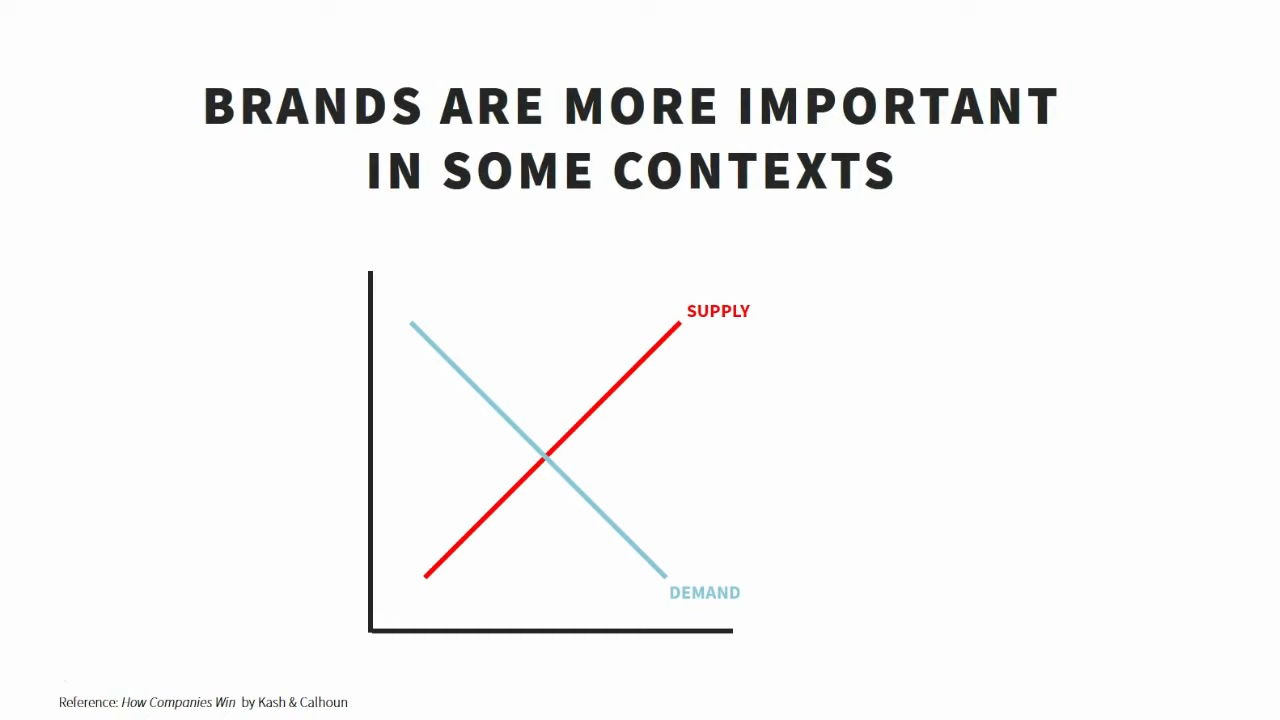 BRANDS ARE MORE IMPORTANT
IN SOME CONTEXTS
SUPPLY
DEMAND
Reference: How Companies Win by Kash & Calhoun